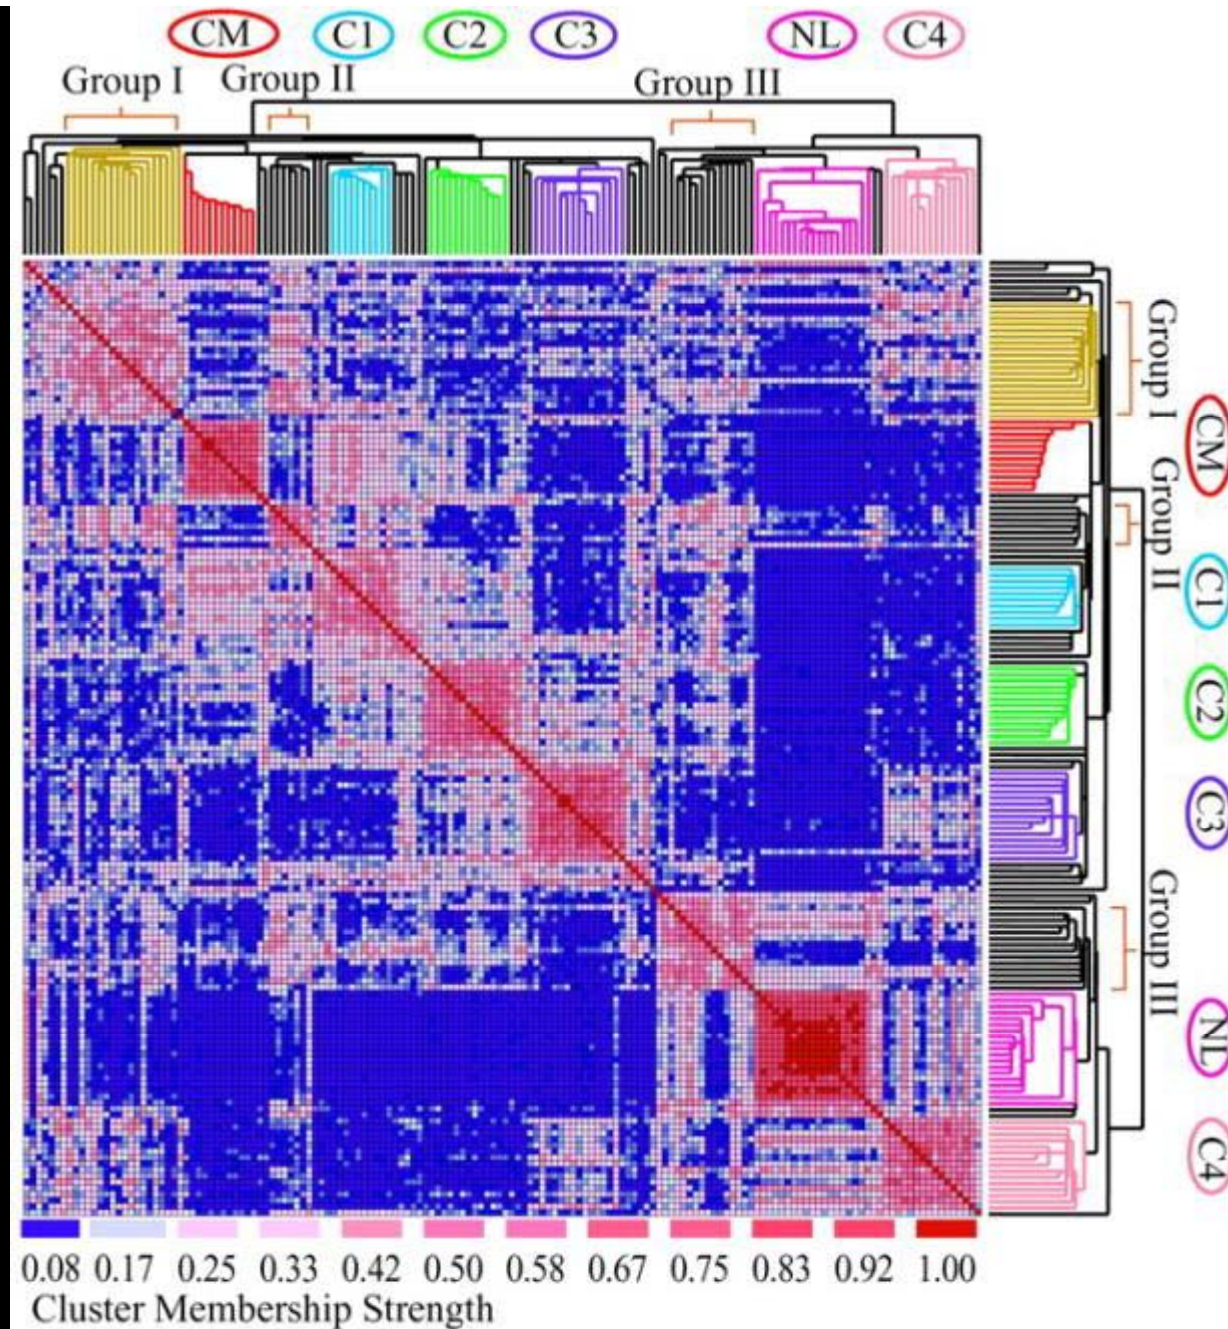 CM C1 C2 C3 NL C4
Group I Group II Group III
Group I
CM
Group II
C1
C2
C3
Group III
NL
C4
0.08 0.17 0.25 0.33 0.42 0.50 0.58 0.67 0.75 0.83 0.92 1.00
Cluster Membership Strength